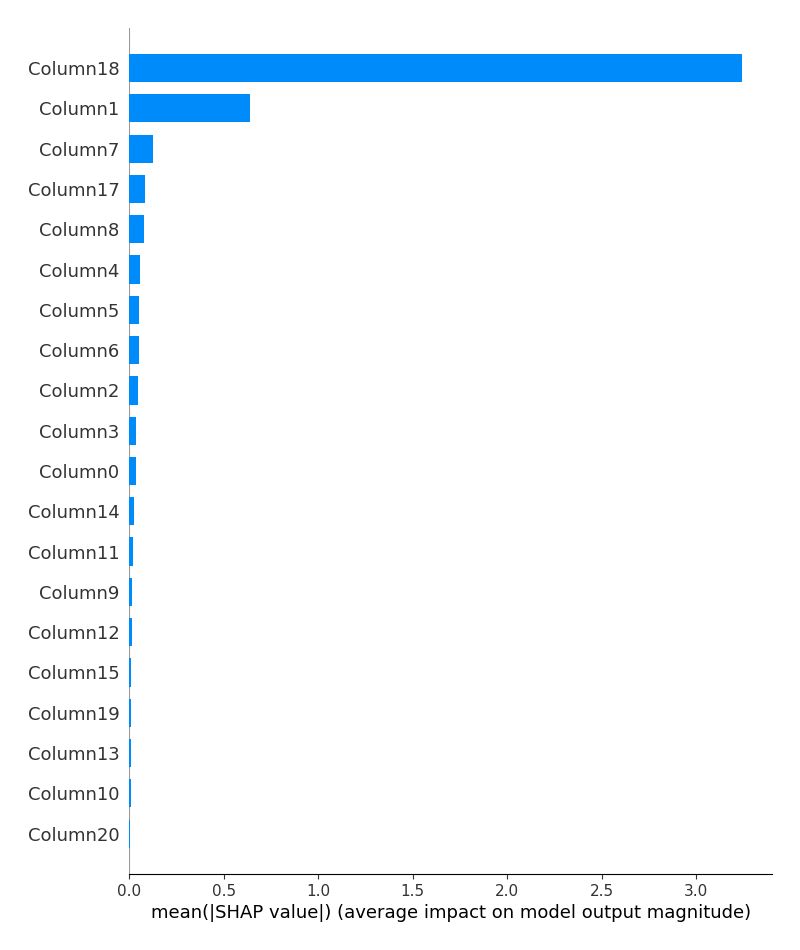 Column18
Column1
Column7
Column17
Column8
Column4
Column5
Column6
Column2
Column3
Column0
Column14
Column11
Column9
Column12
Column15
Column19
Column13
Column10
Column20
0.0 0.5 1.0 1.5 2.0 2.5 3.0
mean(|SHAP value|) (average impact on model output magnitude)